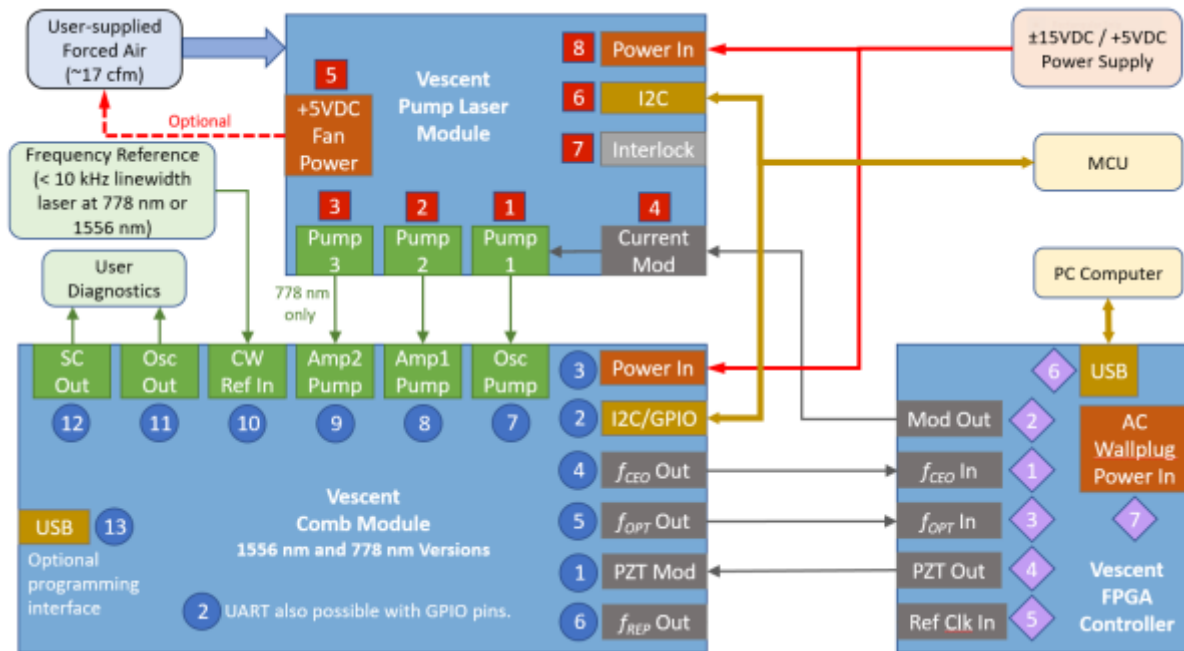 User-supplied
Forced Air
(~17 cfm)
Optional
5
+5VDC
Fan
Power
Vescent
Pump Laser
Module
8
Power In
6
I2C
7
Interlock
3
Pump
3
2
Pump
2
1
Pump
1
4
Current
Mod
±15VDC / +5VDC
Power Supply
MCU
PC Computer
Frequency Reference
(< 10 kHz linewidth
laser at 778 nm or
1556 nm)
User
Diagnostics
778 nm
only
SC
Out
12
Osc
Out
11
CW
Ref In
10
Amp2
Pump
9
Amp1
Pump
8
Osc
Pump
7
3
Power In
2
I2C/GPIO
4
fCEO Out
5
fOPT Out
1
PZT Mod
6
fREP Out
Vescent
Comb Module
1556 nm and 778 nm Versions
USB
13
Optional
programming
interface
2
UART also possible with GPIO pins.
6
USB
Mod Out
2
fCEO In
1
fOPT In
3
PZT Out
4
Ref Clk In
5
AC
Wallplug
Power In
7
Vescent
FPGA
Controller